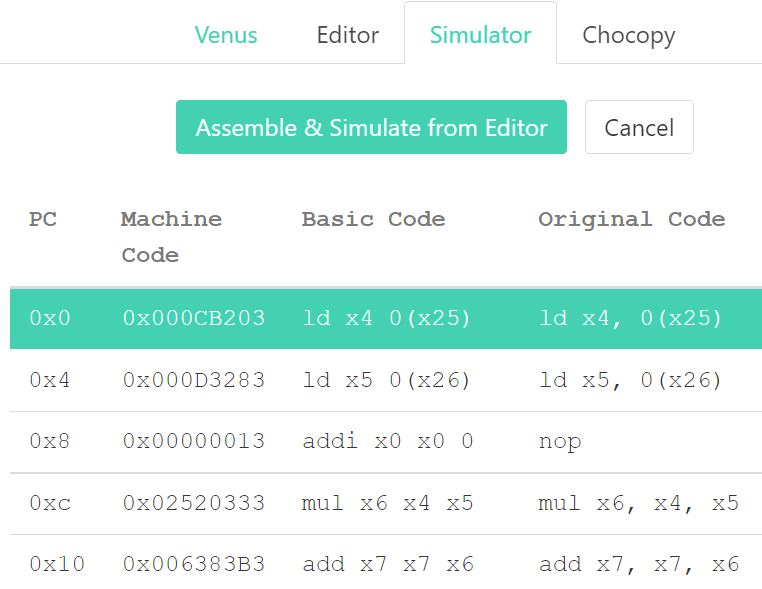 Venus Editor Simulator Chocopy
Assemble & Simulate from Editor Cancel
PC Machine Code Basic Code Original Code
0x0 0x000CB203 ld x4 0(x25) ld x4, 0(x25)
0x4 0x000D3283 ld x5 0(x26) ld x5, 0(x26)
0x8 0x00000013 addi x0 x0 0 nop
0xc 0x02520333 mul x6 x4 x5 mul x6, x4, x5
0x10 0x006383B3 add x7 x7 x6 add x7, x7, x6